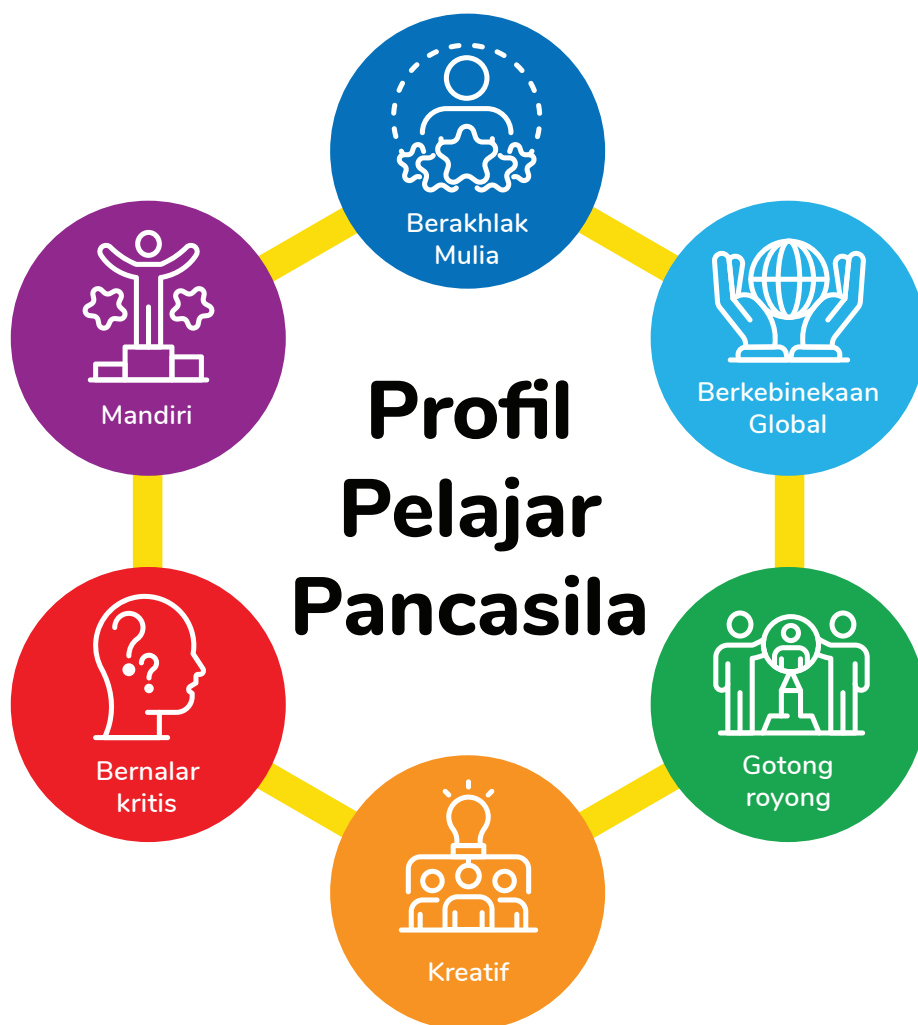 Profil
Pelajar
Pancasila
Berakhlak
Mulia
Berkebinekaan
Global
Gotong
royong
Kreatif
Bernalar
kritis
Mandiri